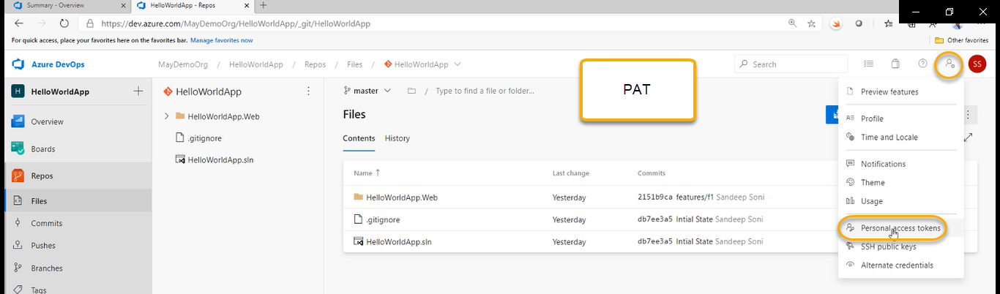 Summary - Overview
HelloWorldApp - Repos
https://dev.azure.com/MayDemoOrg/HelloWorldApp/_git/HelloWorldApp
For quick access, place your favorites here on the favorites bar. Manage favorites now
Other favorites
Azure DevOps
MayDemoOrg / HelloWorldApp / Repos / Files / HelloWorldApp
Search
SS
H HelloWorldApp
Overview
Boards
Repos
Files
Commits
Pushes
Branches
Tags
HelloWorldApp
HelloWorldApp.Web
.gitignore
HelloWorldApp.sln
master
/ Type to find a file or folder...
PAT
Files
Contents History
Name ↑ Last change Commits
HelloWorldApp.Web Yesterday 2151b9ca features/f1 Sandeep Soni
.gitignore Yesterday db7ee3a5 Intial State Sandeep Soni
HelloWorldApp.sln Yesterday db7ee3a5 Intial State Sandeep Soni
Preview features
Profile
Time and Locale
Notifications
Theme
Usage
Personal access tokens
SSH public keys
Alternate credentials